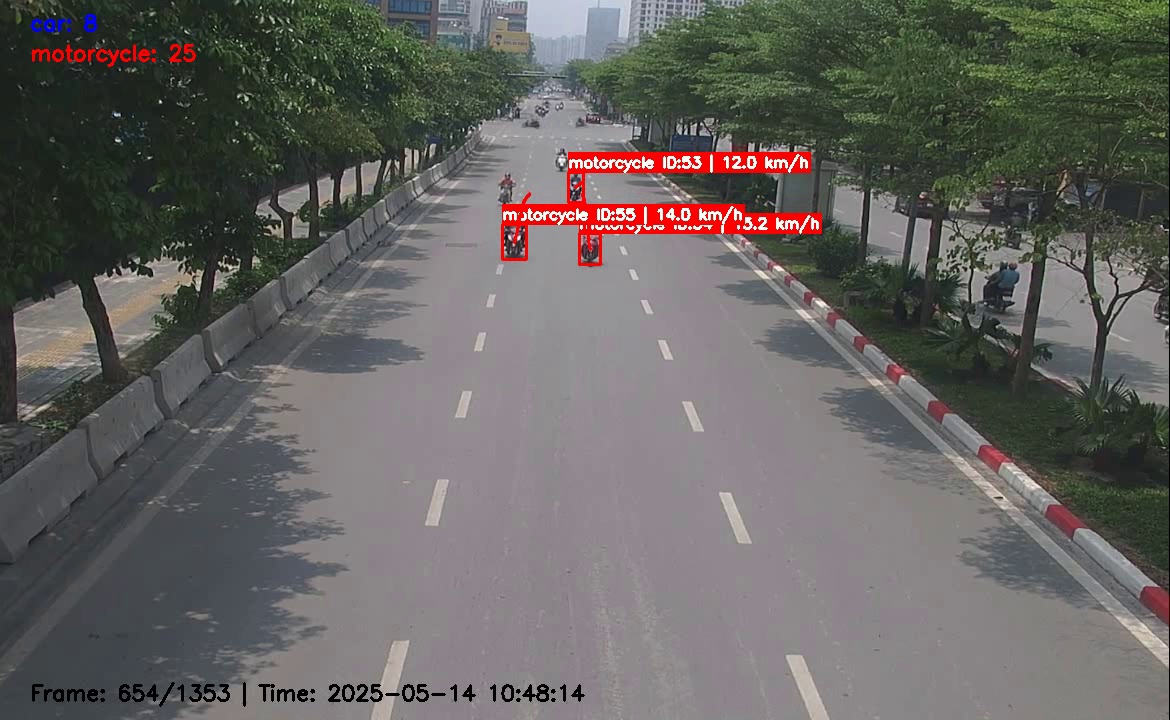 car: 8
motorcycle: 25
motorcycle ID:53 | 12.0 km/h
motorcycle ID:55 | 14.0 km/h
km/h
Frame: 654/1353 | Time: 2025-05-14 10:48:14